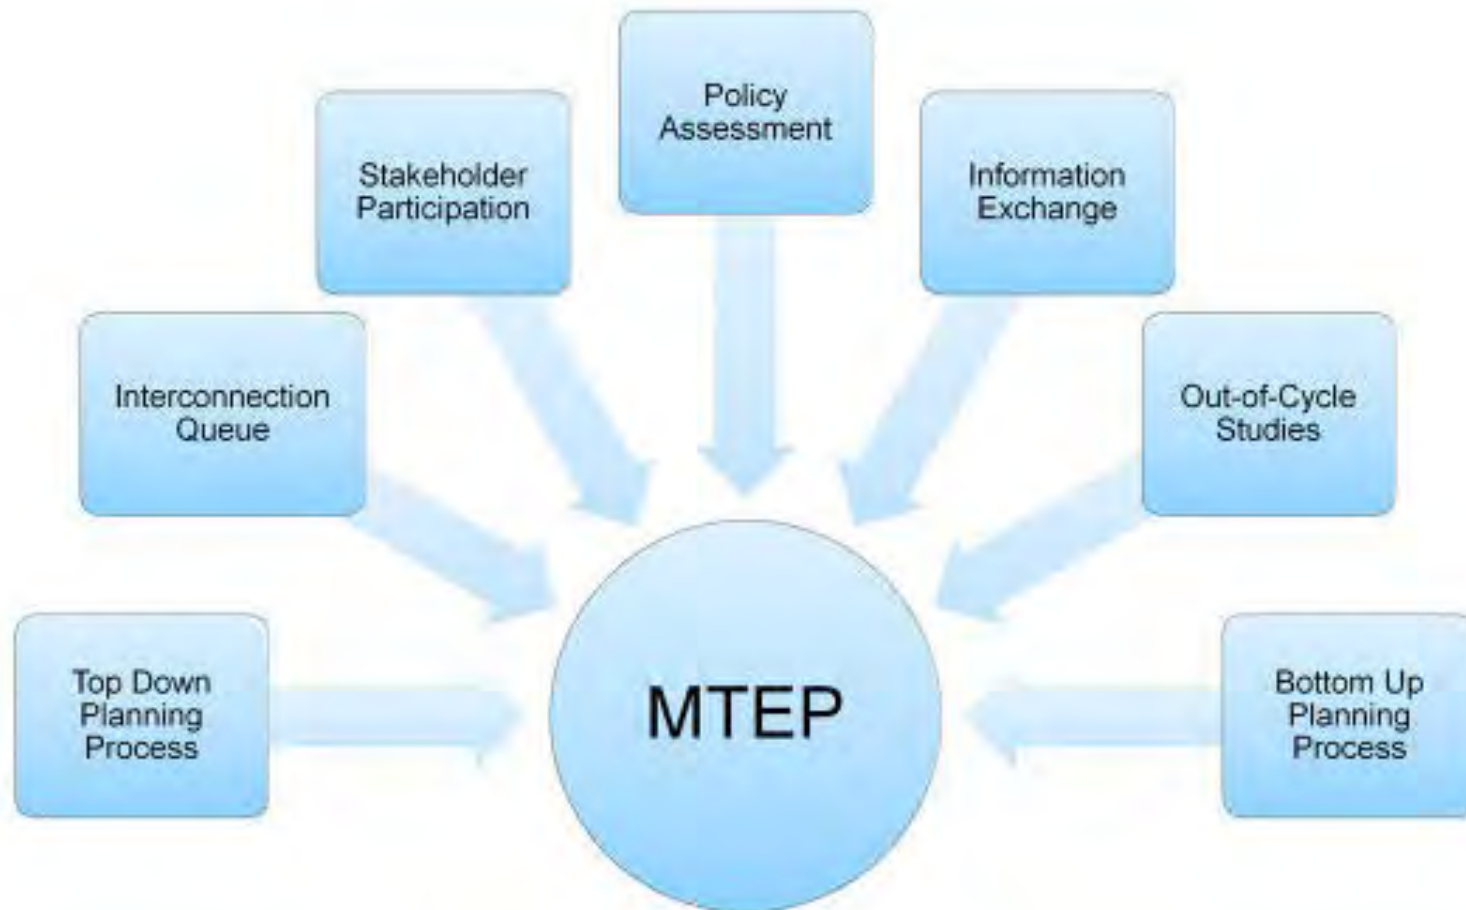 Policy
Assessment
Stakeholder
Participation
Information
Exchange
Interconnection
Queue
Out-of-Cycle
Studies
Top Down
Planning
Process
MTEP
Bottom Up
Planning
Process